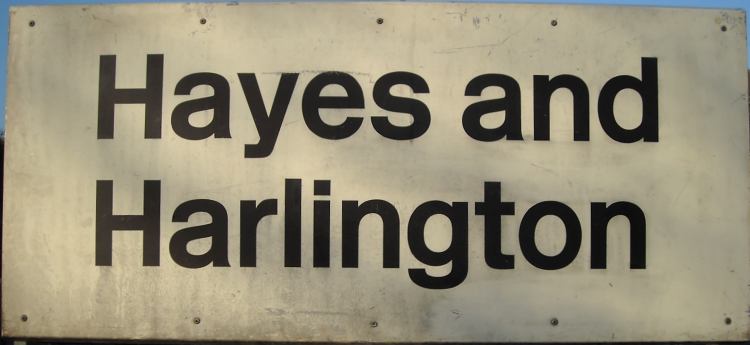 Hayes and
Harlington